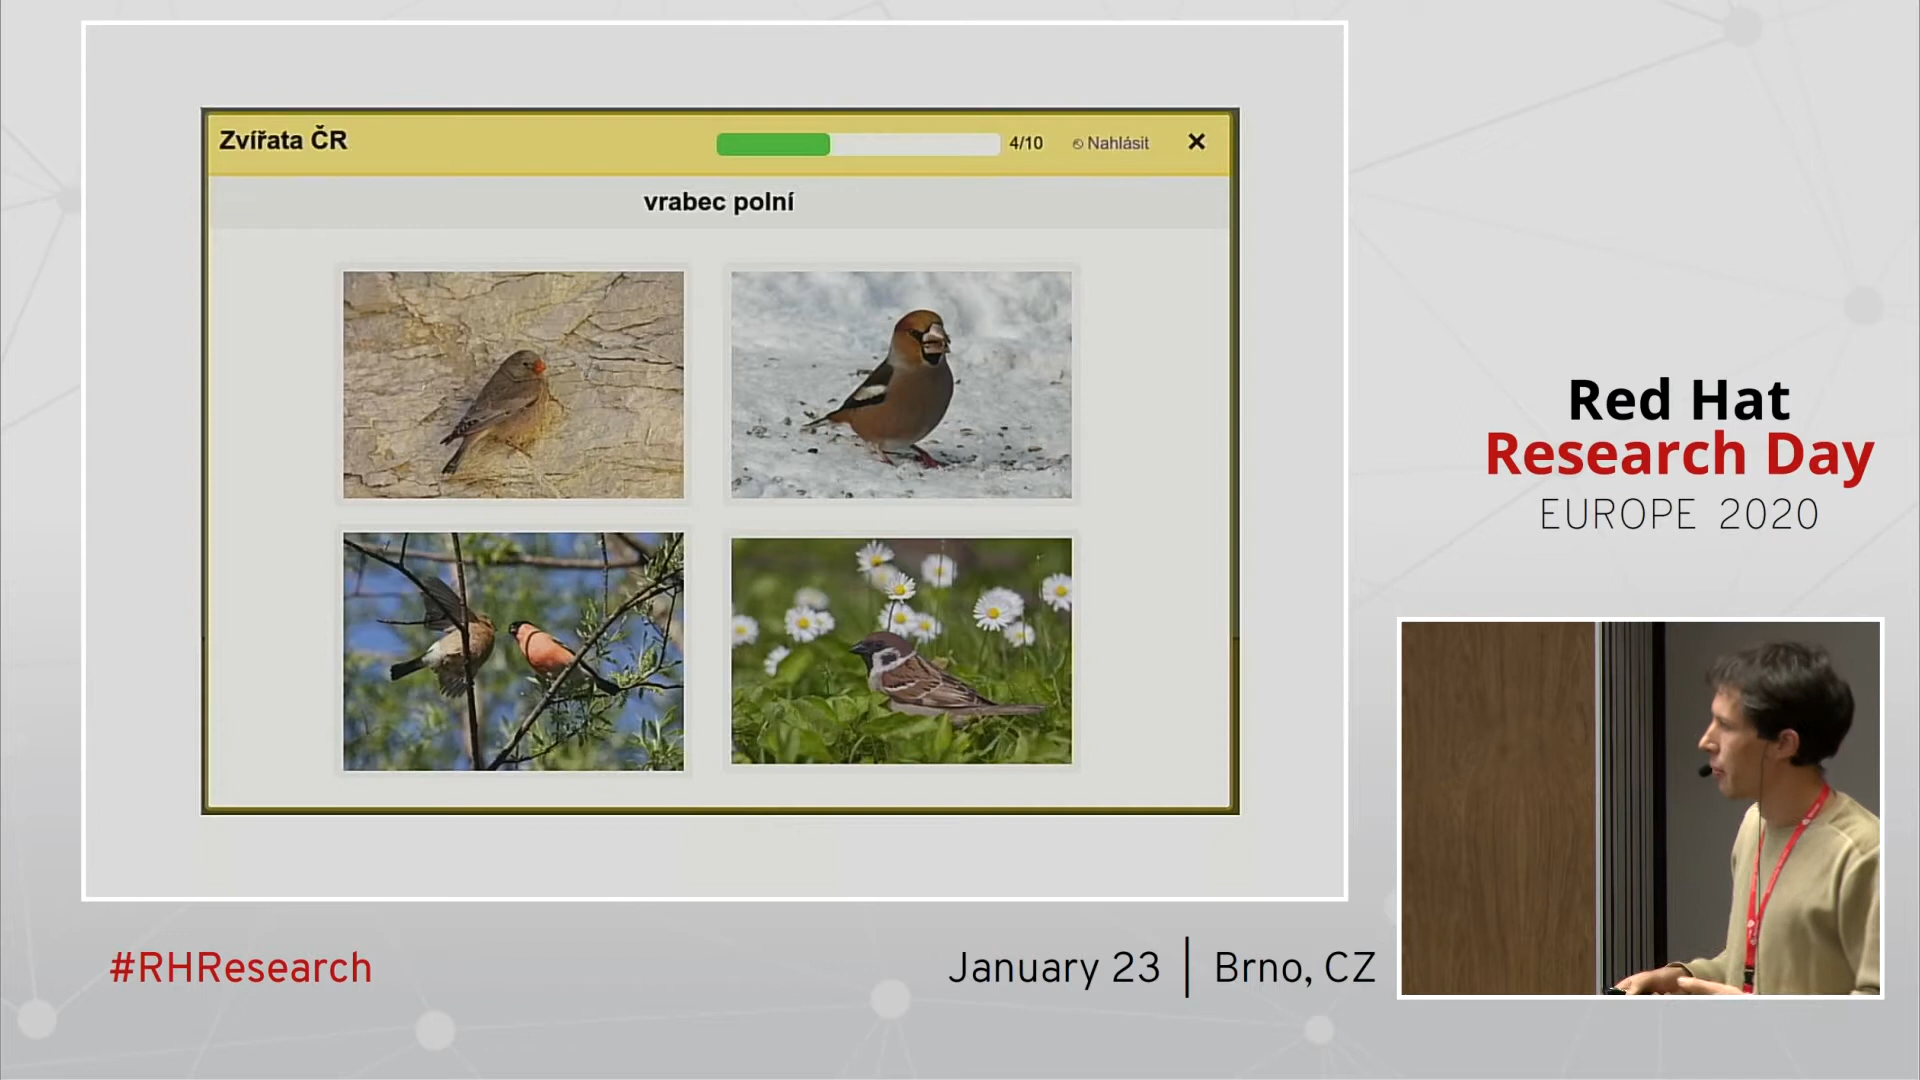 Zvířata ČR
4/10
Nahlásit
vrabec polní
Red Hat
Research Day
EUROPE 2020
#RHResearch
January 23 | Brno, CZ